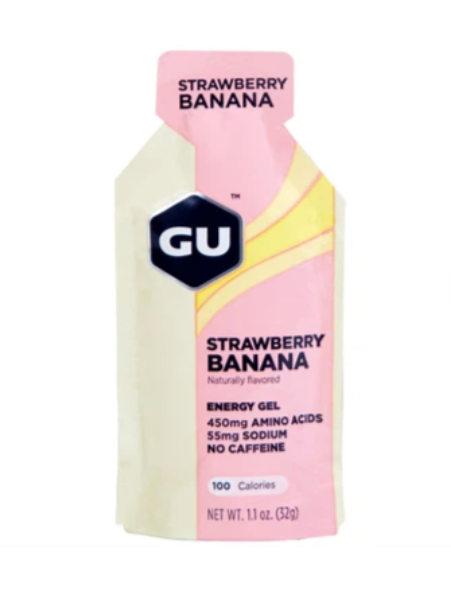 STRAWBERRY
BANANA
™
GU
STRAWBERRY
BANANA
Naturally flavored
ENERGY GEL
450mg AMINO ACIDS
55mg SODIUM
NO CAFFEINE
100 Calories
NET WT. 1.1 oz. (32g)